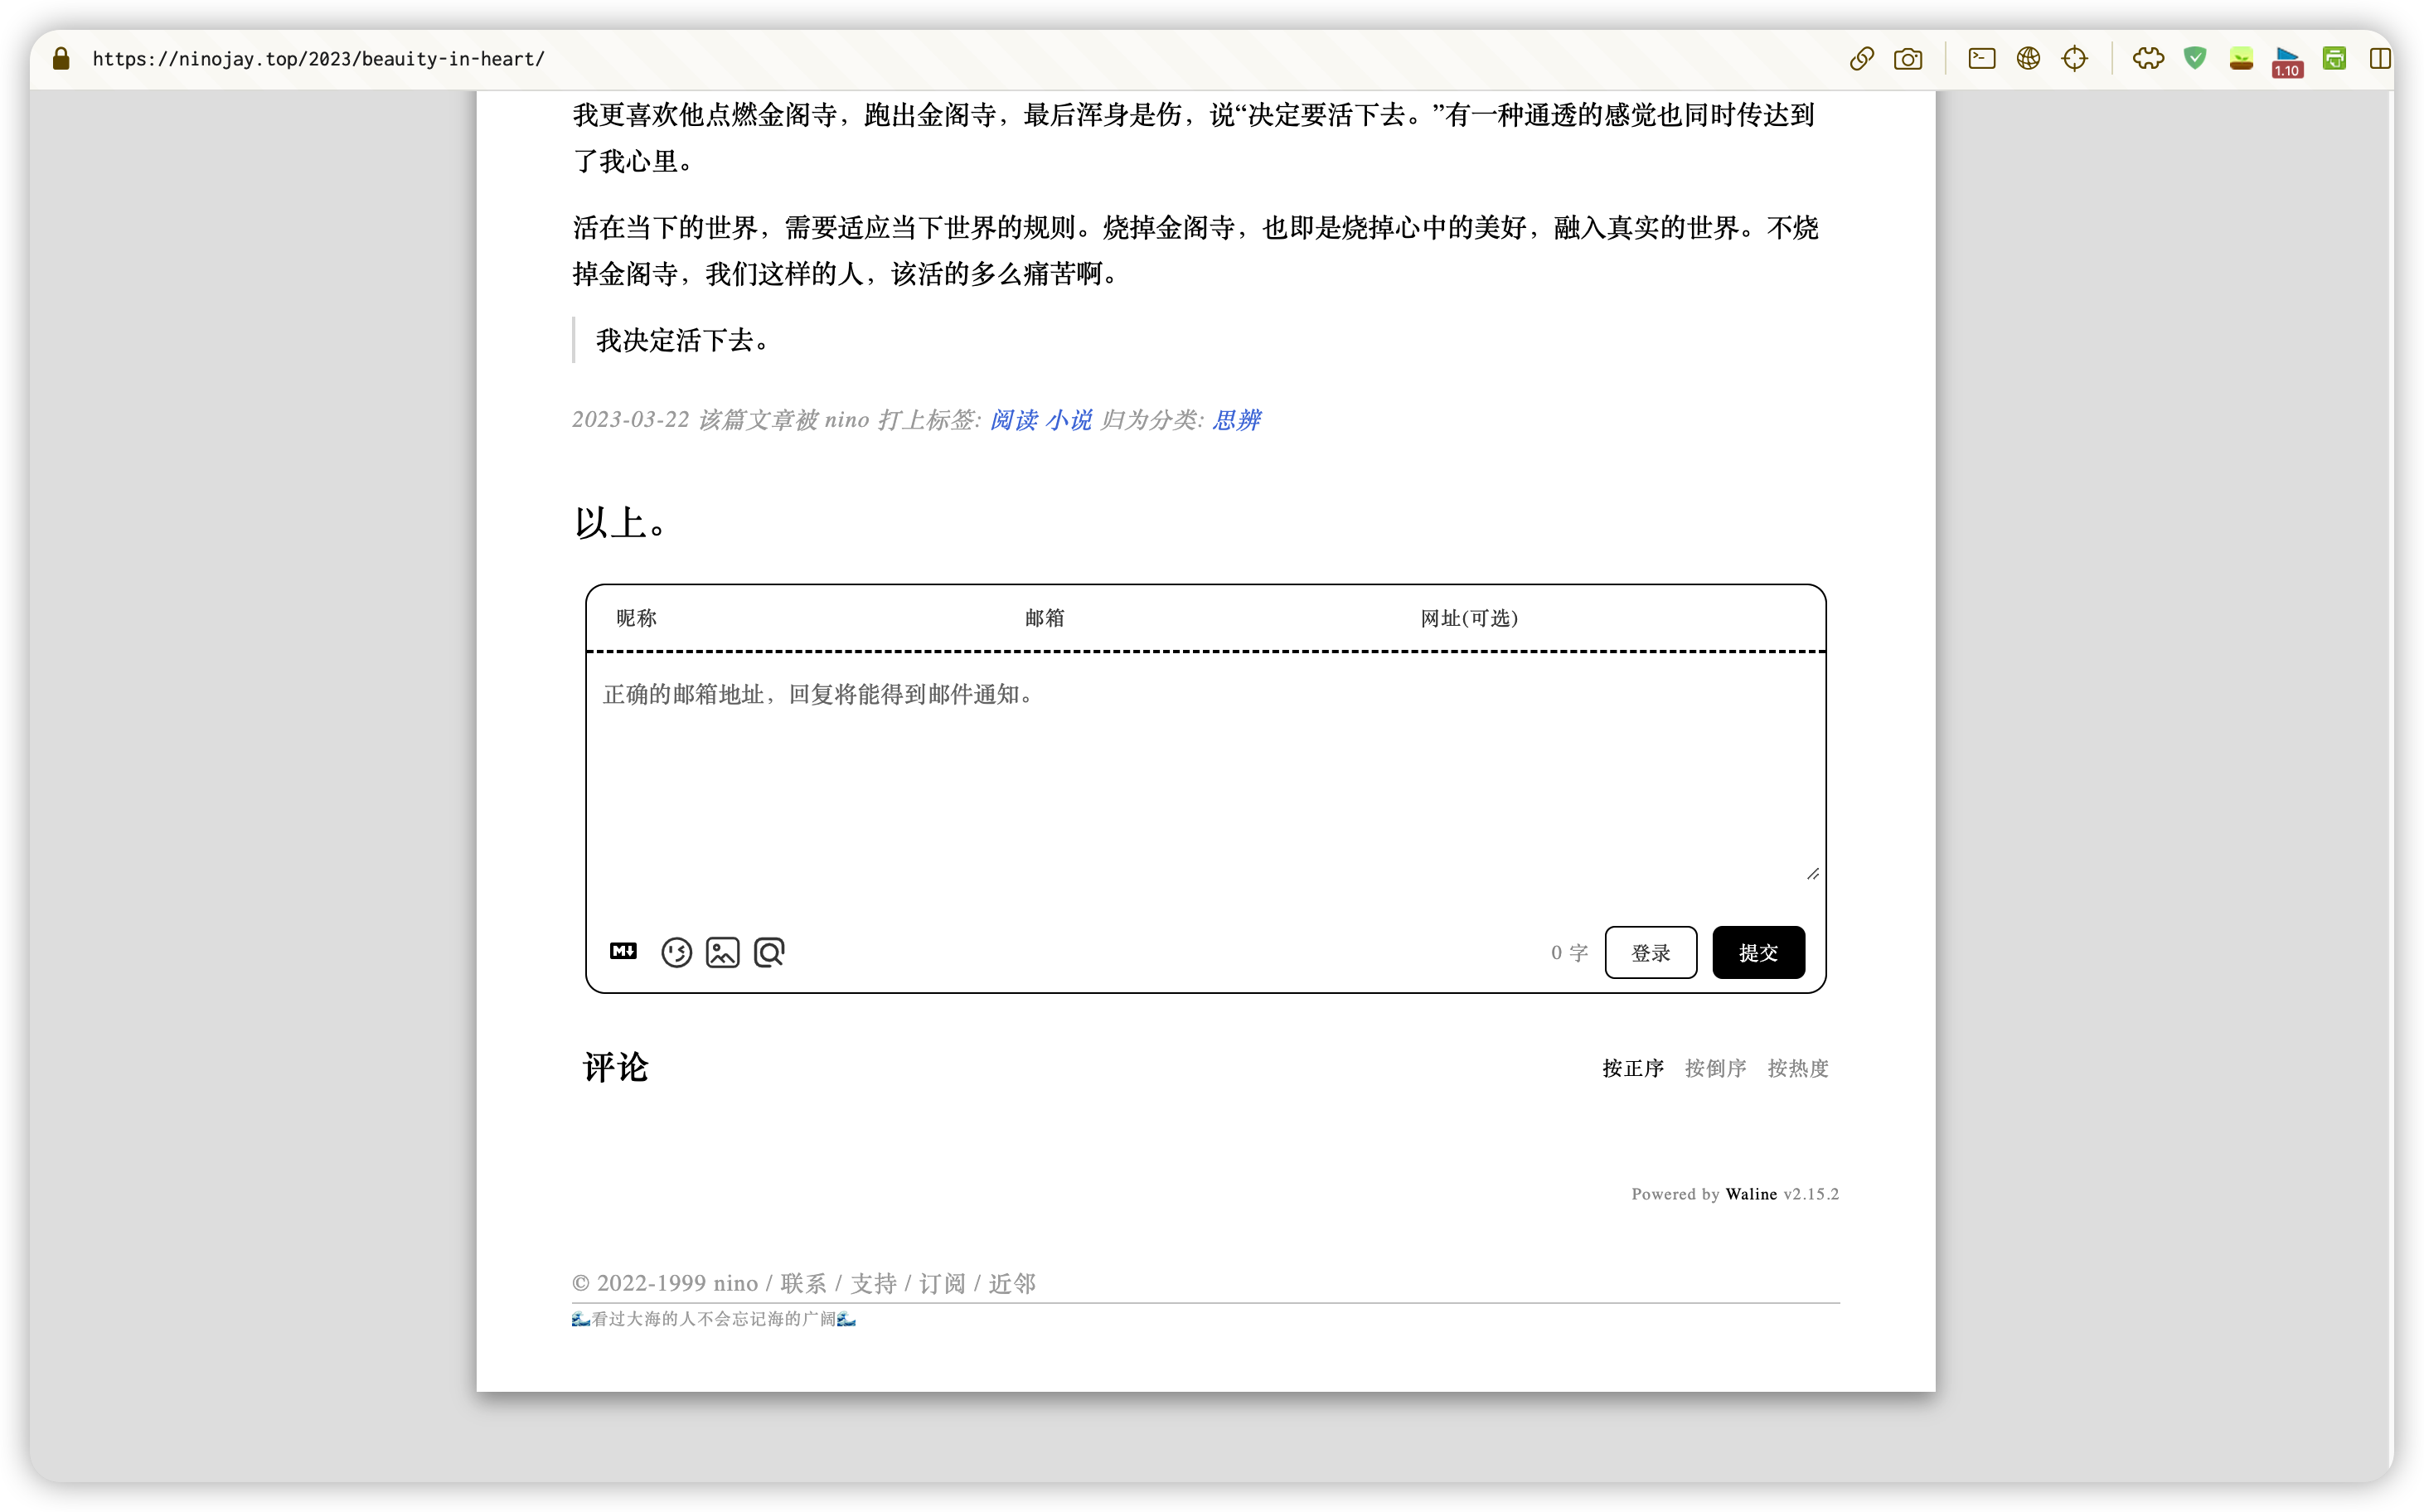 https://ninojay.top/2023/beauity-in-heart/
1.10
我更喜欢他点燃金阁寺，跑出金阁寺，最后浑身是伤，说“决定要活下去。”有一种通透的感觉也同时传达到
了我心里。
活在当下的世界，需要适应当下世界的规则。烧掉金阁寺，也即是烧掉心中的美好，融入真实的世界。不烧
掉金阁寺，我们这样的人，该活的多么痛苦啊。
我决定活下去。
2023-03-22 该篇文章被 nino 打上标签: 阅读 小说 归为分类: 思辨
以上。
昵称 邮箱 网址(可选)
正确的邮箱地址，回复将能得到邮件通知。
M 0 字 登录 提交
评论 按正序 按倒序 按热度
Powered by Waline v2.15.2
© 2022-1999 nino / 联系 / 支持 / 订阅 / 近邻
🌊看过大海的人不会忘记海的广阔🌊